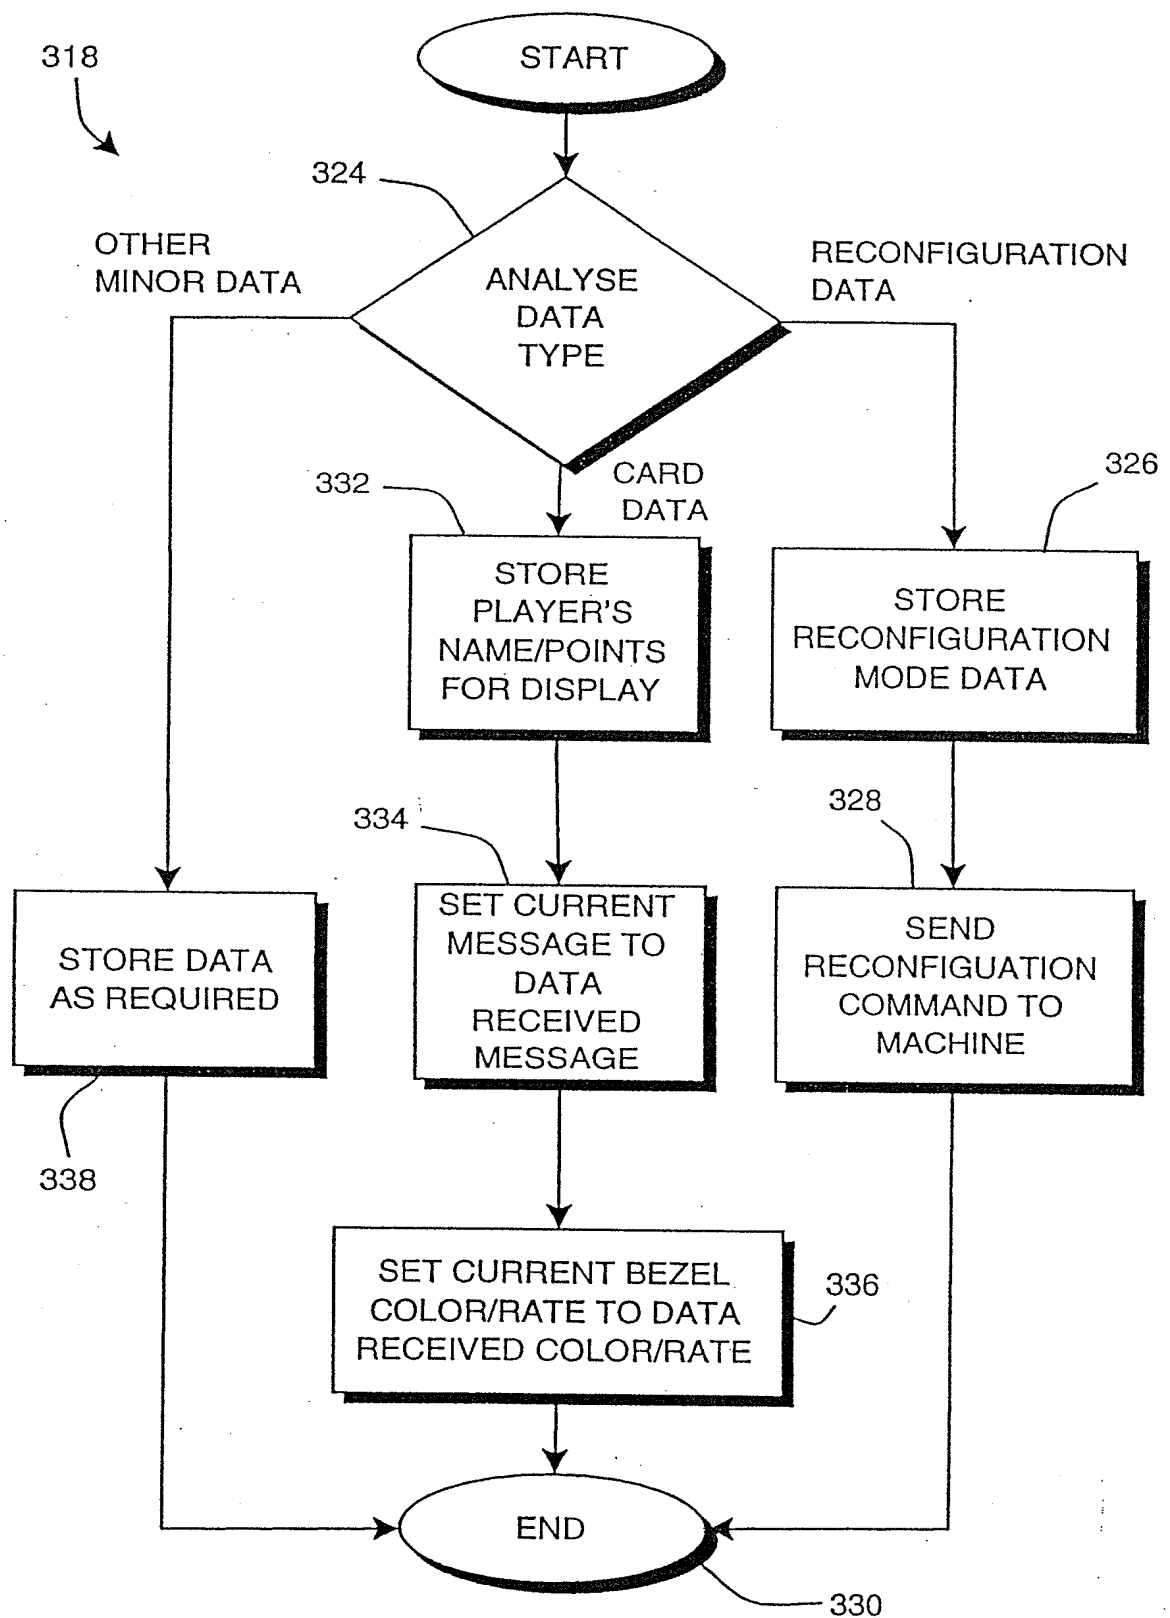 318
START
324
OTHER
MINOR DATA
ANALYSE
DATA
TYPE
RECONFIGURATION
DATA
CARD
DATA
332
326
STORE
PLAYER'S
NAME/POINTS
FOR DISPLAY
STORE
RECONFIGURATION
MODE DATA
334
328
STORE DATA
AS REQUIRED
SET CURRENT
MESSAGE TO
DATA
RECEIVED
MESSAGE
SEND
RECONFIGUATION
COMMAND TO
MACHINE
338
SET CURRENT BEZEL
COLOR/RATE TO DATA
RECEIVED COLOR/RATE
336
END
330